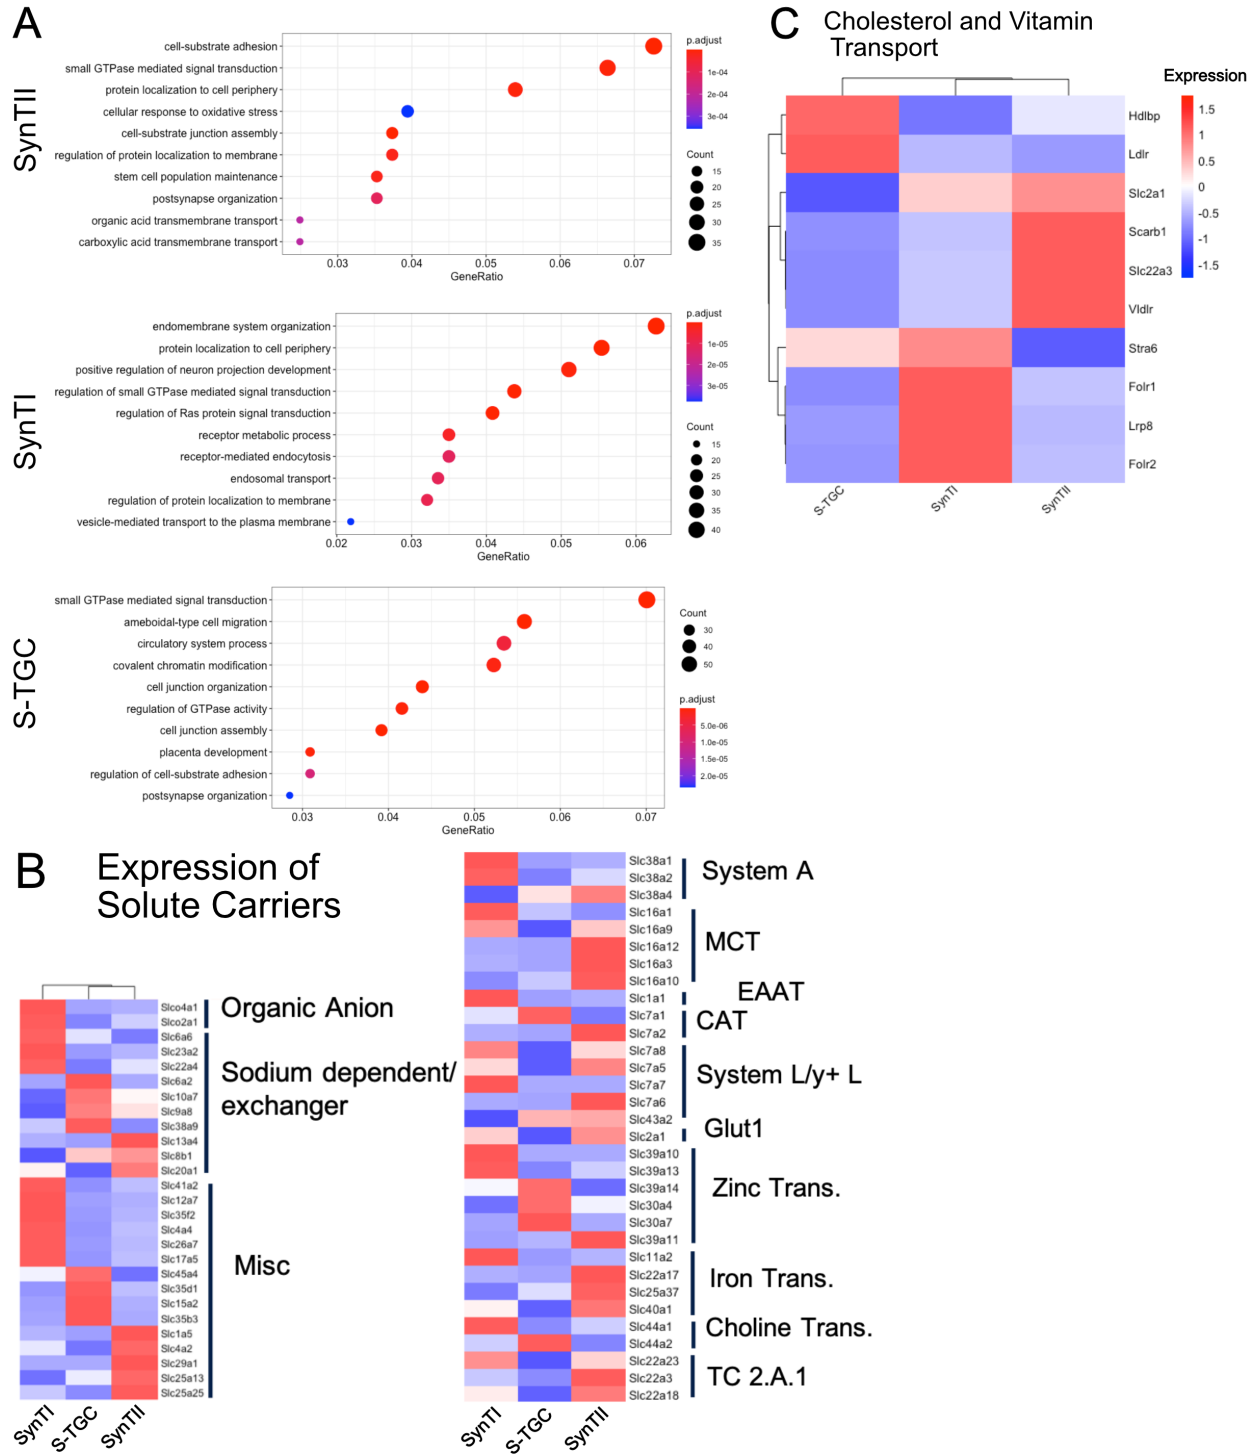 A
SynTII
cell-substrate adhesion
small GTPase mediated signal transduction
protein localization to cell periphery
cellular response to oxidative stress
cell-substrate junction assembly
regulation of protein localization to membrane
stem cell population maintenance
postsynapse organization
organic acid transmembrane transport
carboxylic acid transmembrane transport
0.03 0.04 0.05 0.06 0.07
GeneRatio
p.adjust
1e-04
2e-04
3e-04
Count
15
20
25
30
35
SynTI
endomembrane system organization
protein localization to cell periphery
positive regulation of neuron projection development
regulation of small GTPase mediated signal transduction
regulation of Ras protein signal transduction
receptor metabolic process
receptor-mediated endocytosis
endosomal transport
regulation of protein localization to membrane
vesicle-mediated transport to the plasma membrane
0.02 0.03 0.04 0.05 0.06
GeneRatio
p.adjust
1e-05
2e-05
3e-05
Count
15
20
25
30
35
40
S-TGC
small GTPase mediated signal transduction
ameboidal-type cell migration
circulatory system process
covalent chromatin modification
cell junction organization
regulation of GTPase activity
cell junction assembly
placenta development
regulation of cell-substrate adhesion
postsynapse organization
0.03 0.04 0.05 0.06 0.07
GeneRatio
Count
30
40
50
p.adjust
5.0e-06
1.0e-05
1.5e-05
2.0e-05
C
Cholesterol and Vitamin
Transport
Expression
1.5
1
0.5
0
-0.5
-1
-1.5
Hdlbp
Ldlr
Slc2a1
Scarb1
Slc22a3
Vldlr
Stra6
Folr1
Lrp8
Folr2
S-TGC SynTI SynTII
B
Expression of
Solute Carriers
Slco4a1
Slco2a1
Slc6a6
Slc23a2
Slc22a4
Slc6a2
Slc10a7
Slc9a8
Slc38a9
Slc13a4
Slc8b1
Slc20a1
Slc41a2
Slc12a7
Slc35f2
Slc4a4
Slc26a7
Slc17a5
Slc45a4
Slc35d1
Slc15a2
Slc35b3
Slc1a5
Slc4a2
Slc29a1
Slc25a13
Slc25a25
Organic Anion
Sodium dependent/
exchanger
Misc
SynTI S-TGC SynTII
Slc38a1
Slc38a2
Slc38a4
Slc16a1
Slc16a9
Slc16a12
Slc16a3
Slc16a10
Slc1a1
Slc7a1
Slc7a2
Slc7a8
Slc7a5
Slc7a7
Slc7a6
Slc43a2
Slc2a1
Slc39a10
Slc39a13
Slc39a14
Slc30a4
Slc30a7
Slc39a11
Slc11a2
Slc22a17
Slc25a37
Slc40a1
Slc44a1
Slc44a2
Slc22a23
Slc22a3
Slc22a18
System A
MCT
EAAT
CAT
System L/y+ L
Glut1
Zinc Trans.
Iron Trans.
Choline Trans.
TC 2.A.1
SynTI S-TGC SynTII